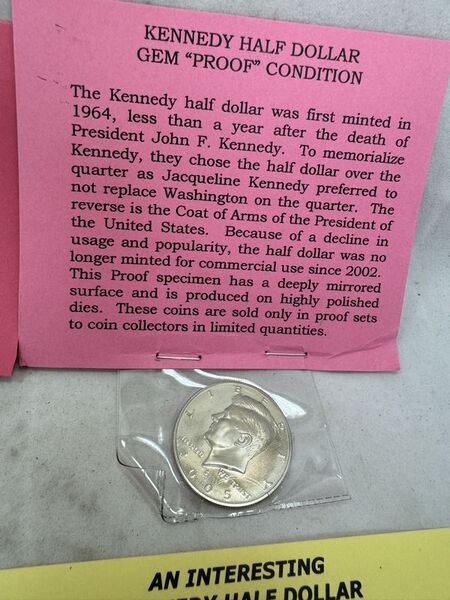 KENNEDY HALF DOLLAR
GEM “PROOF” CONDITION
The Kennedy half dollar was first minted in
1964, less than a year after the death of
President John F. Kennedy. To memorialize
Kennedy, they chose the half dollar over the
quarter as Jacqueline Kennedy preferred to
not replace Washington on the quarter. The
reverse is the Coat of Arms of the President of
the United States. Because of a decline in
usage and popularity, the half dollar was no
longer minted for commercial use since 2002.
This Proof specimen has a deeply mirrored
surface and is produced on highly polished
dies. These coins are sold only in proof sets
to coin collectors in limited quantities.
LIBERTY
WE TRUST
AN INTERESTING
HALF DOLLAR